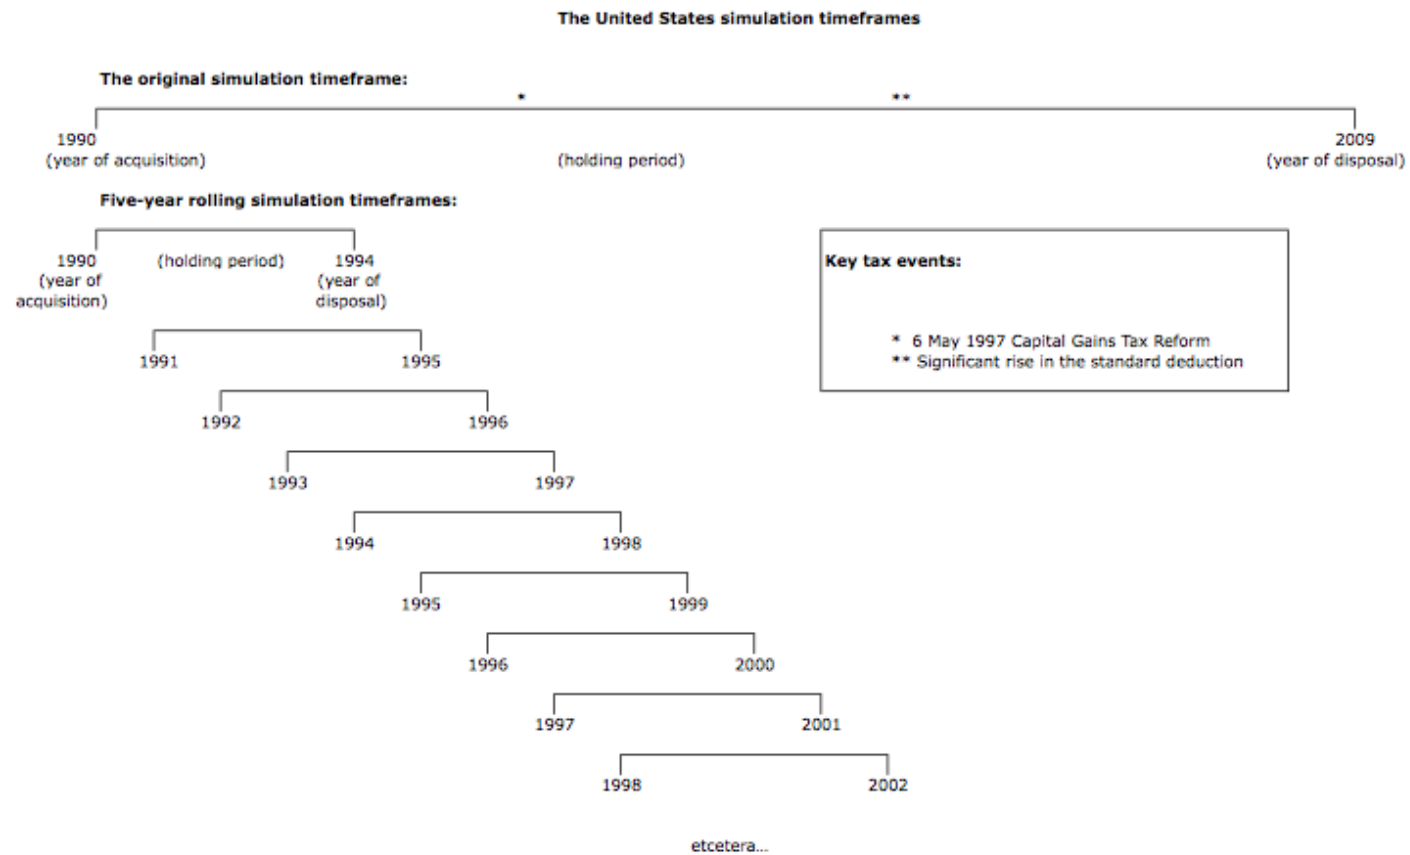 The United States simulation timeframes
The original simulation timeframe:
* **
1990 2009
(year of acquisition) (holding period) (year of disposal)
Five-year rolling simulation timeframes:
1990 (holding period) 1994
(year of (year of
acquisition) disposal)
Key tax events:
* 6 May 1997 Capital Gains Tax Reform
** Significant rise in the standard deduction
1991 1995
1992 1996
1993 1997
1994 1998
1995 1999
1996 2000
1997 2001
1998 2002
etcetera...